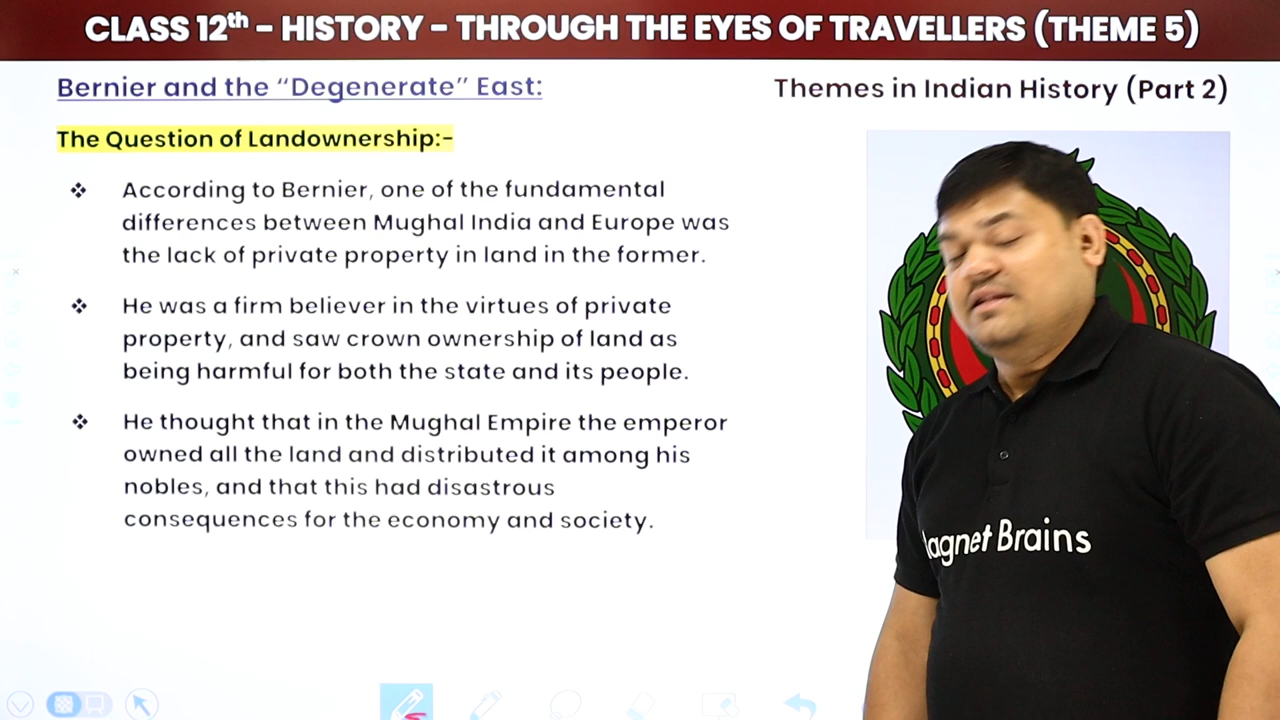 CLASS 12th – HISTORY – THROUGH THE EYES OF TRAVELLERS (THEME 5)
Bernier and the “Degenerate” East:
Themes in Indian History (Part 2)
The Question of Landownership:-
❖ According to Bernier, one of the fundamental
differences between Mughal India and Europe was
the lack of private property in land in the former.
❖ He was a firm believer in the virtues of private
property, and saw crown ownership of land as
being harmful for both the state and its people.
❖ He thought that in the Mughal Empire the emperor
owned all the land and distributed it among his
nobles, and that this had disastrous
consequences for the economy and society.
agnet Brains